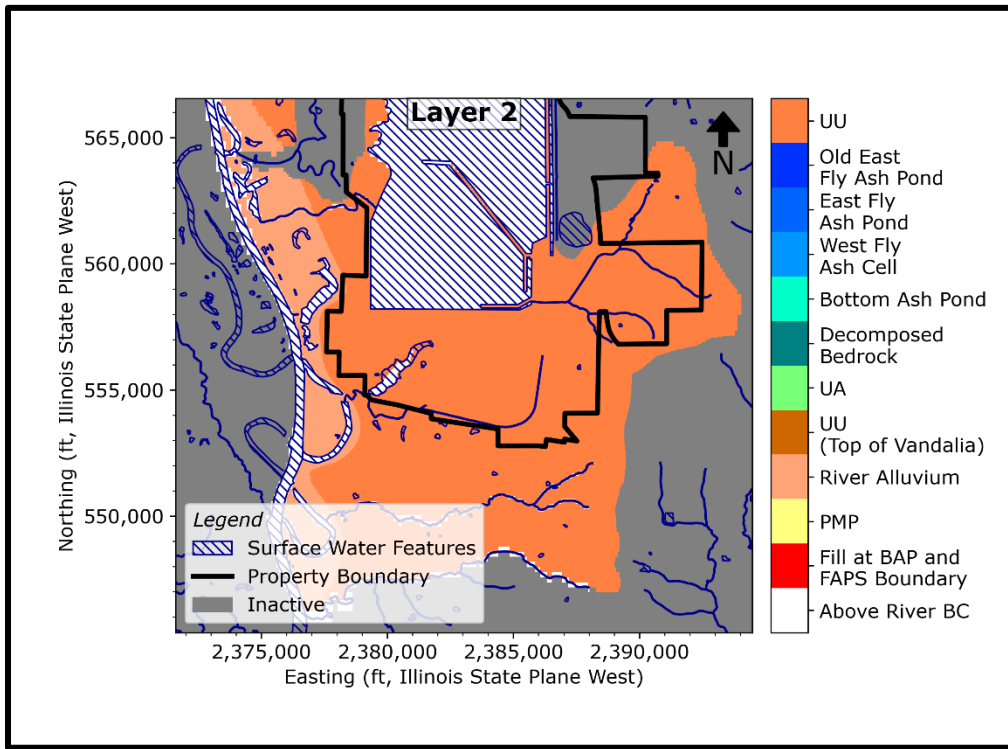 Layer 2
N
565,000
560,000
555,000
550,000
Northing (ft, Illinois State Plane West)
2,375,000
2,380,000
2,385,000
2,390,000
Easting (ft, Illinois State Plane West)
Legend
Surface Water Features
Property Boundary
Inactive
UU
Old East
Fly Ash Pond
East Fly
Ash Pond
West Fly
Ash Cell
Bottom Ash Pond
Decomposed
Bedrock
UA
UU
(Top of Vandalia)
River Alluvium
PMP
Fill at BAP and
FAPS Boundary
Above River BC